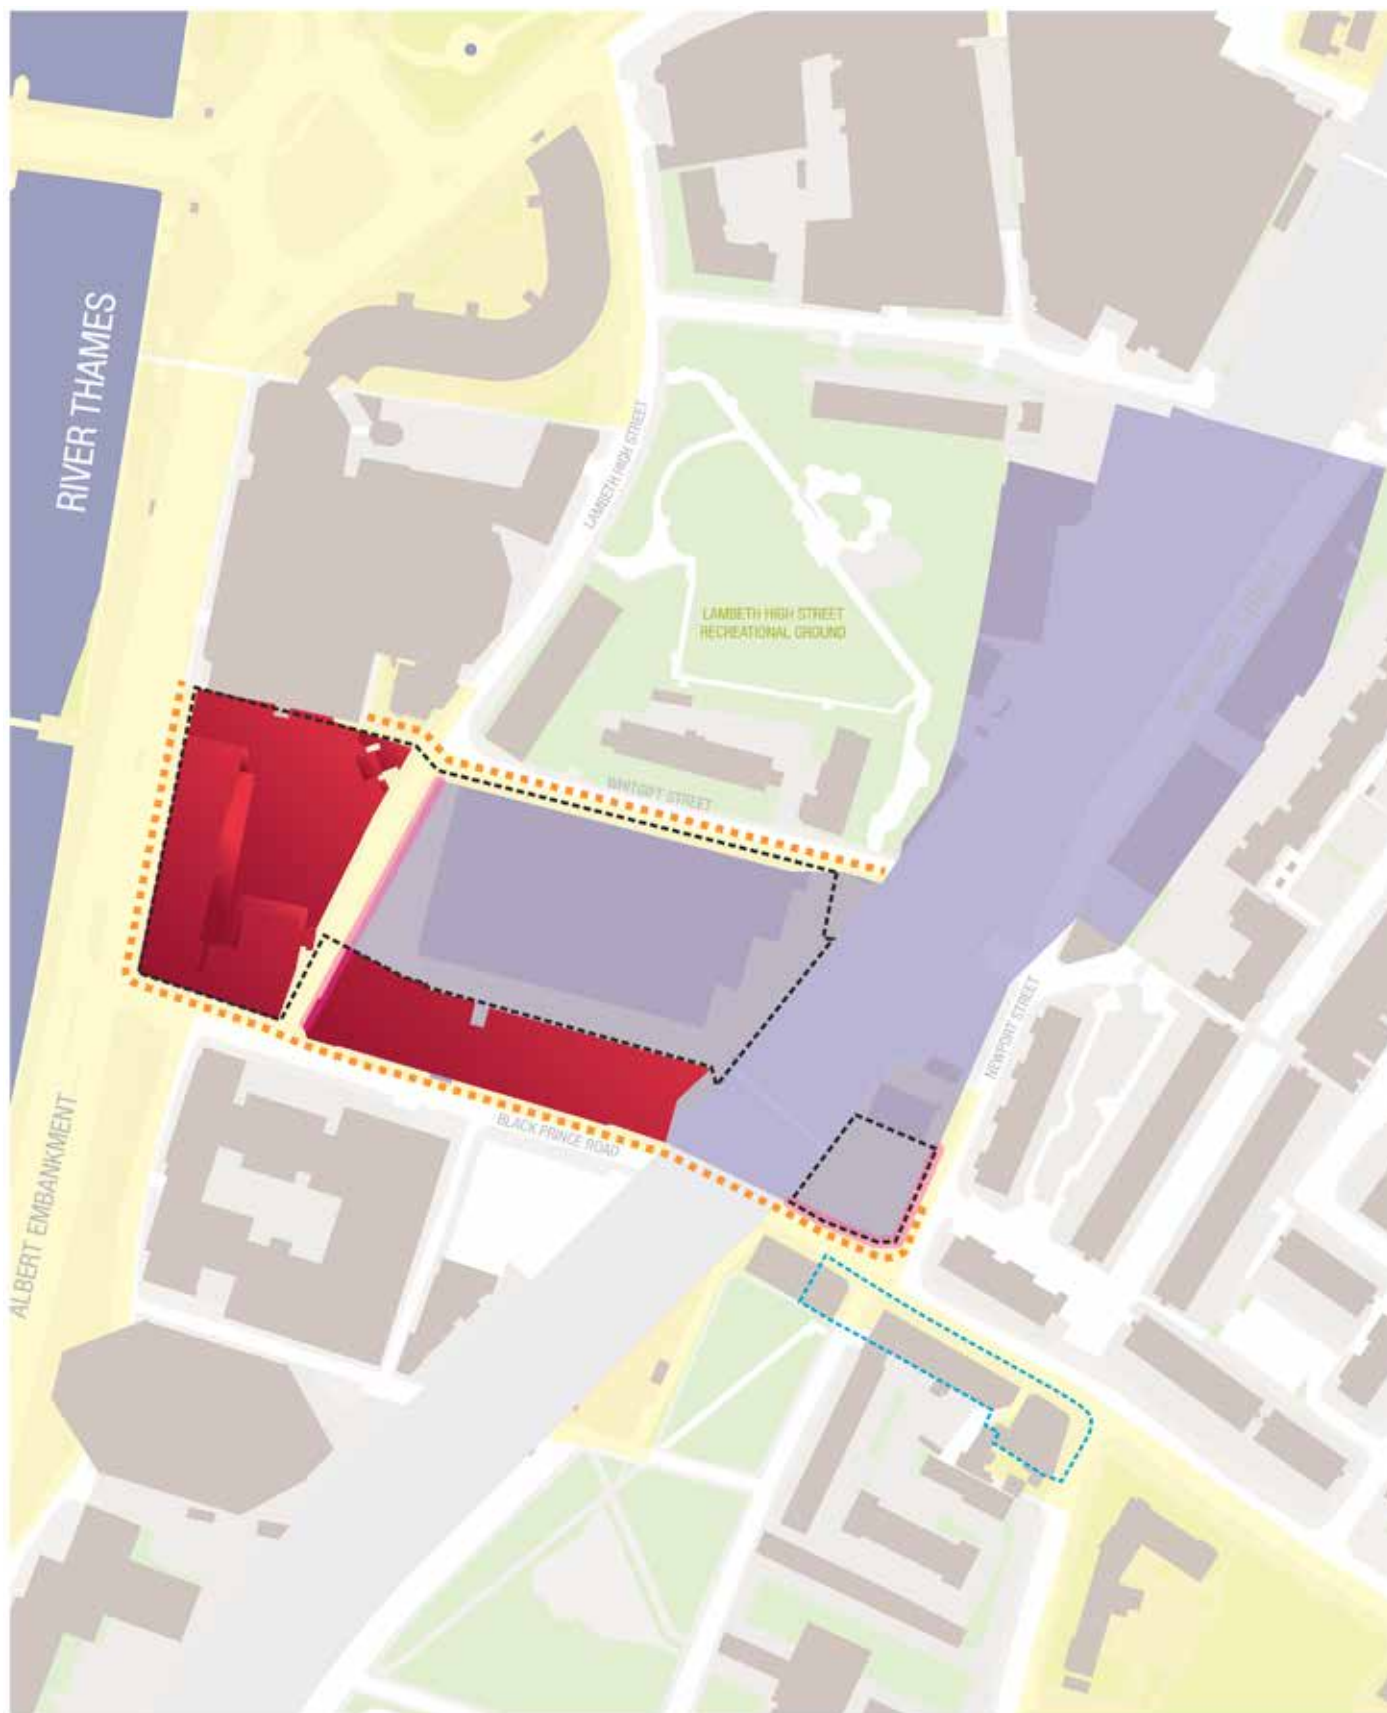 RIVER THAMES
LAMBETH HIGH STREET
LAMBETH HIGH STREET
RECREATIONAL GROUND
WHITGIFT STREET
NEWPORT STREET
BLACK PRINCE ROAD
ALBERT EMBANKMENT